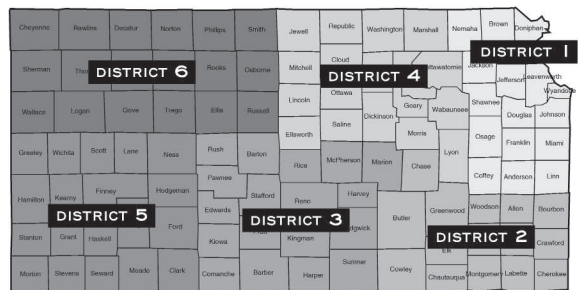 Cheyenne Rawlins Decatur Norton Phillips Smith Jewell Republic Washington Marshall Nemaha Brown Doniphan
DISTRICT 1
Sherman Rooks Osborne Mitchell Cloud Jackson
DISTRICT 6
DISTRICT 4
Jefferson Leavenworth Wyandotte
Wallace Logan Gove Trego Ellis Russell Lincoln Ottawa Dickinson Geary Wabaunsee Shawnee Douglas Johnson
Ellsworth Saline Morris Osage Franklin Miami
Greeley Wichita Scott Lane Ness Rush Barton Rice McPherson Marion Chase Lyon Coffey Anderson Linn
Hamilton Kearny Finney Hodgeman Pawnee Stafford Reno Harvey Butler Greenwood Woodson Allen Bourbon
DISTRICT 5
DISTRICT 3
DISTRICT 2
Stanton Grant Haskell Ford Edwards Kiowa Kingman Elk Crawford
Morton Stevens Seward Meade Clark Comanche Barber Harper Sumner Cowley Chautauqua Montgomery Labette Cherokee